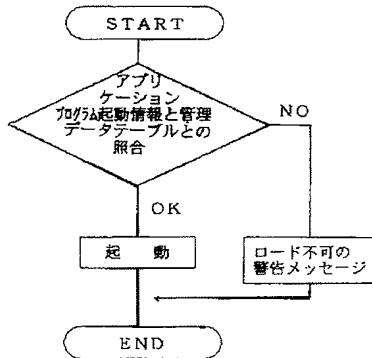 START
アプリ
ケーション
プログラム起動情報と管理
データテーブルとの
照合
NO
OK
起 動
ロード不可の
警告メッセージ
END